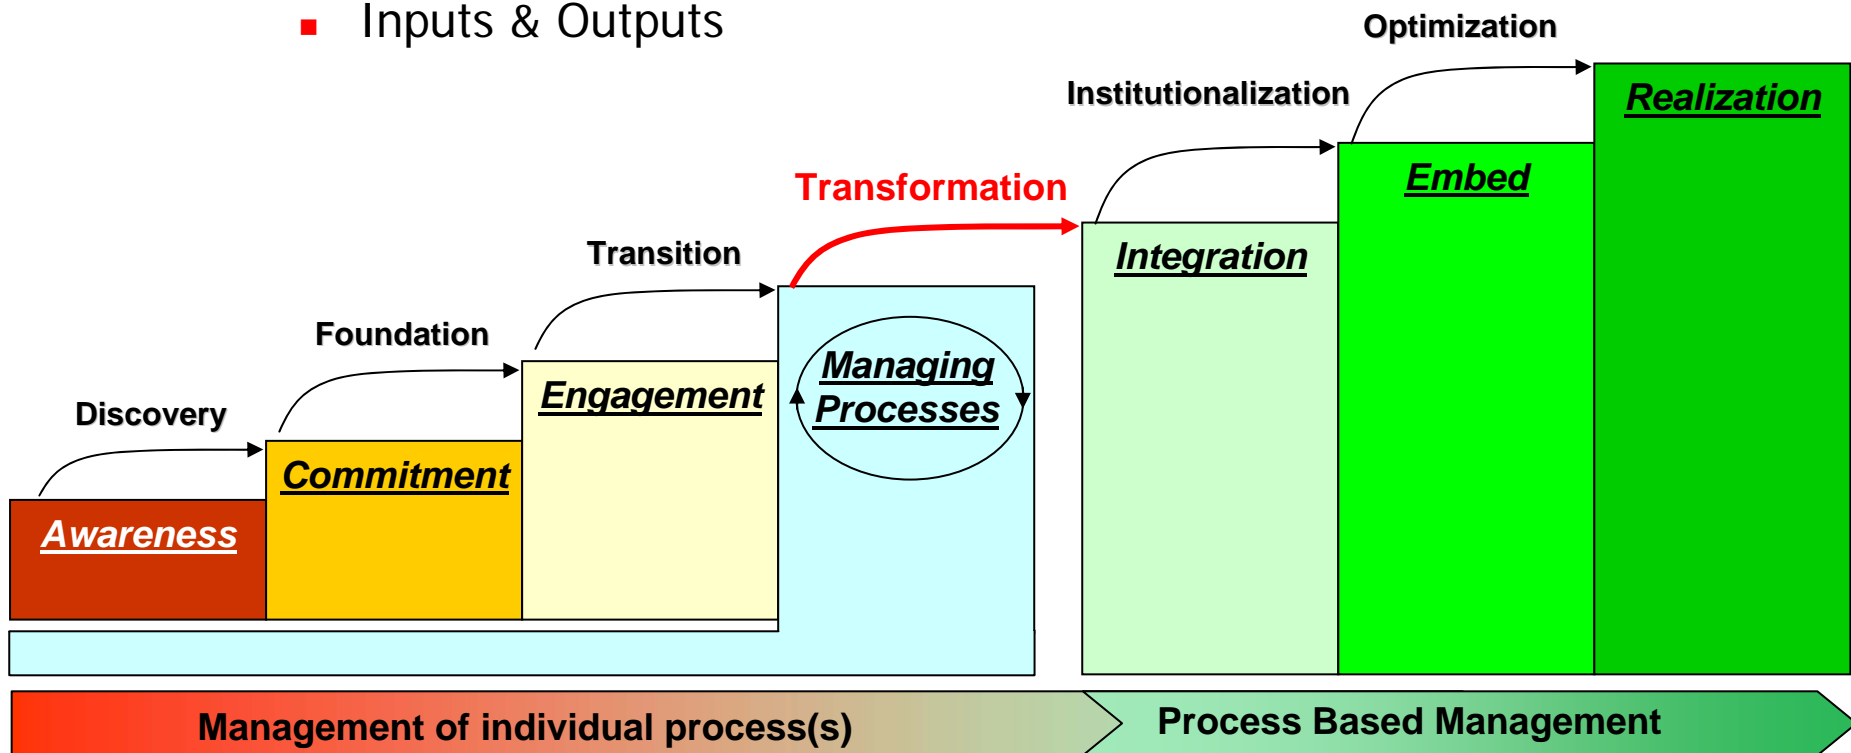 Inputs & Outputs
Optimization
Institutionalization
Realization
Transformation
Embed
Transition
Integration
Foundation
Managing
Processes
Discovery
Engagement
Commitment
Awareness
Management of individual process(s)
Process Based Management